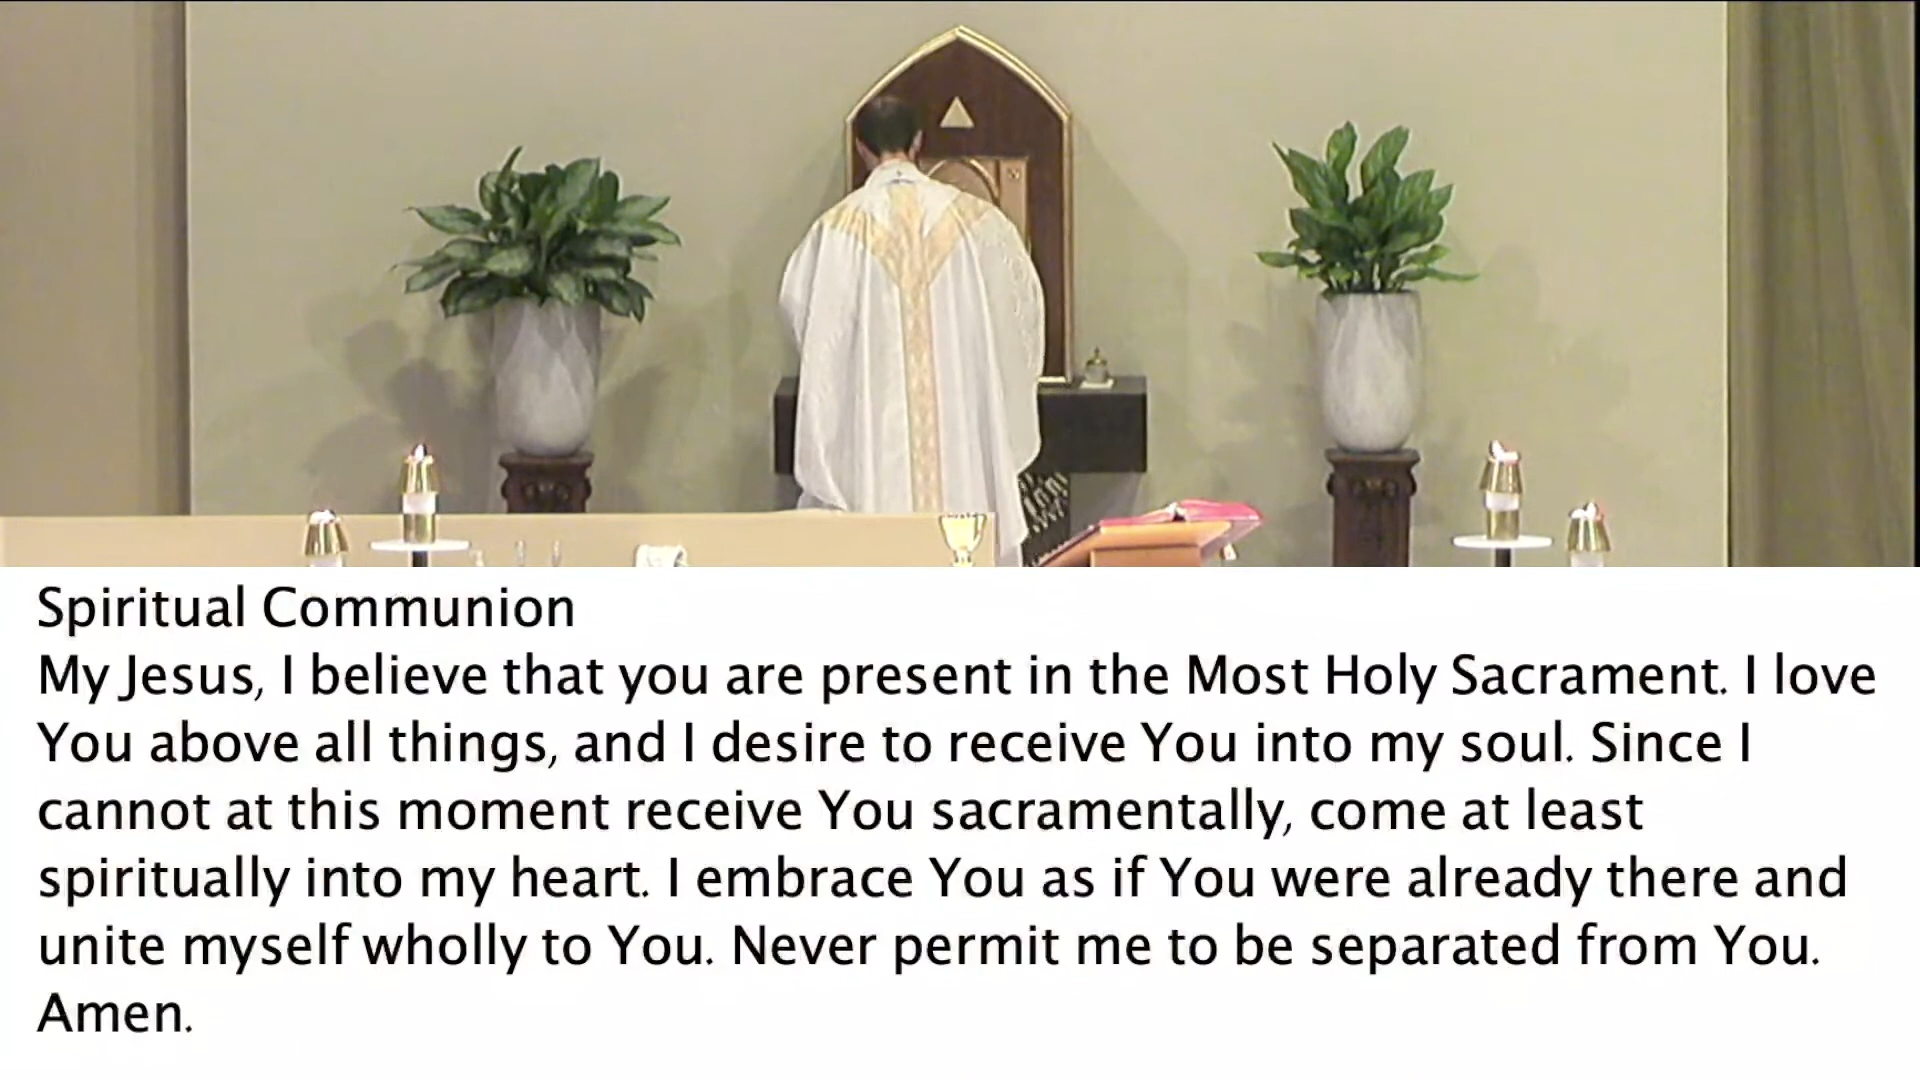 Spiritual Communion
My Jesus, I believe that you are present in the Most Holy Sacrament. I love
You above all things, and I desire to receive You into my soul. Since I
cannot at this moment receive You sacramentally, come at least
spiritually into my heart. I embrace You as if You were already there and
unite myself wholly to You. Never permit me to be separated from You.
Amen.